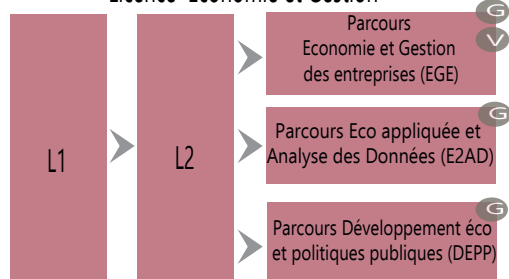 Licence Economie et Gestion
G
Parcours
V
Economie et Gestion
des entreprises (EGE)
L1
L2
G
Parcours Eco appliquée et
Analyse des Données (E2AD)
G
Parcours Développement éco
et politiques publiques (DEPP)